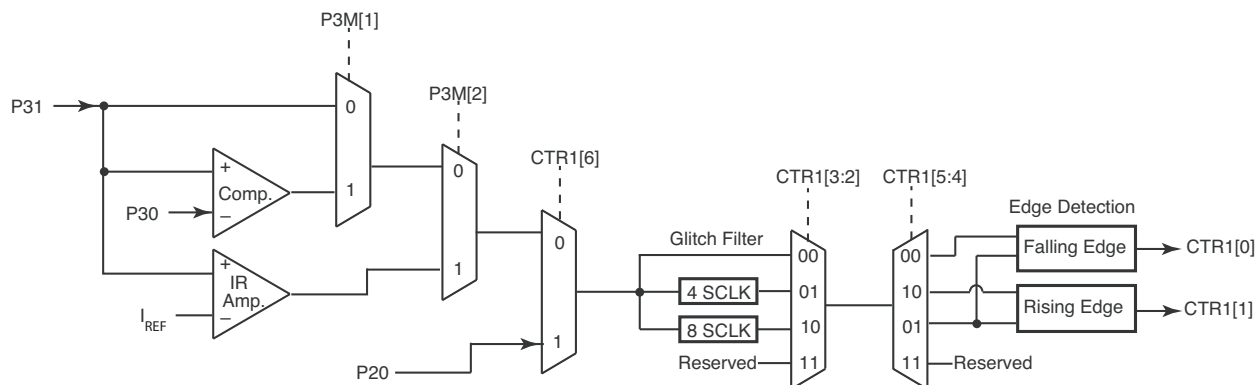 P3M[1]
P31
0
P3M[2]
+
Comp.
−
1
P30
0
CTR1[6]
CTR1[3:2]
CTR1[5:4]
+
IR
Amp.
−
I_REF
1
0
Glitch Filter
Edge Detection
00
00
Falling Edge
CTR1[0]
4 SCLK
01
10
Rising Edge
CTR1[1]
8 SCLK
10
01
1
P20
Reserved
11
11
Reserved